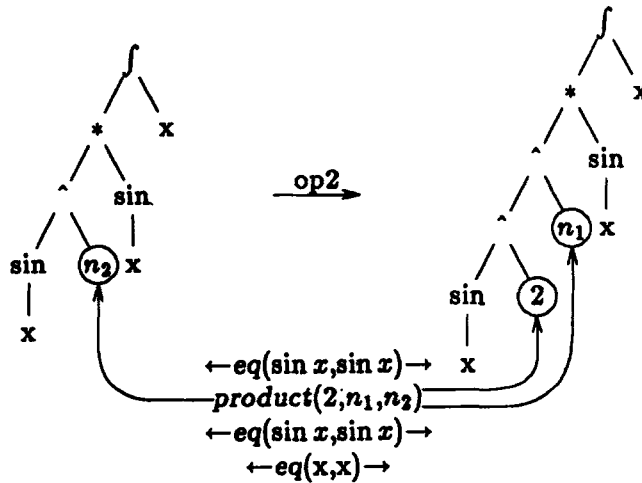 ∫ ∫
* x * x
^ sin ^ sin
sin n₂ x ^ n₁ x
x sin 2
x
op2
←eq(sin x,sin x)→
product(2,n₁,n₂)
←eq(sin x,sin x)→
←eq(x,x)→